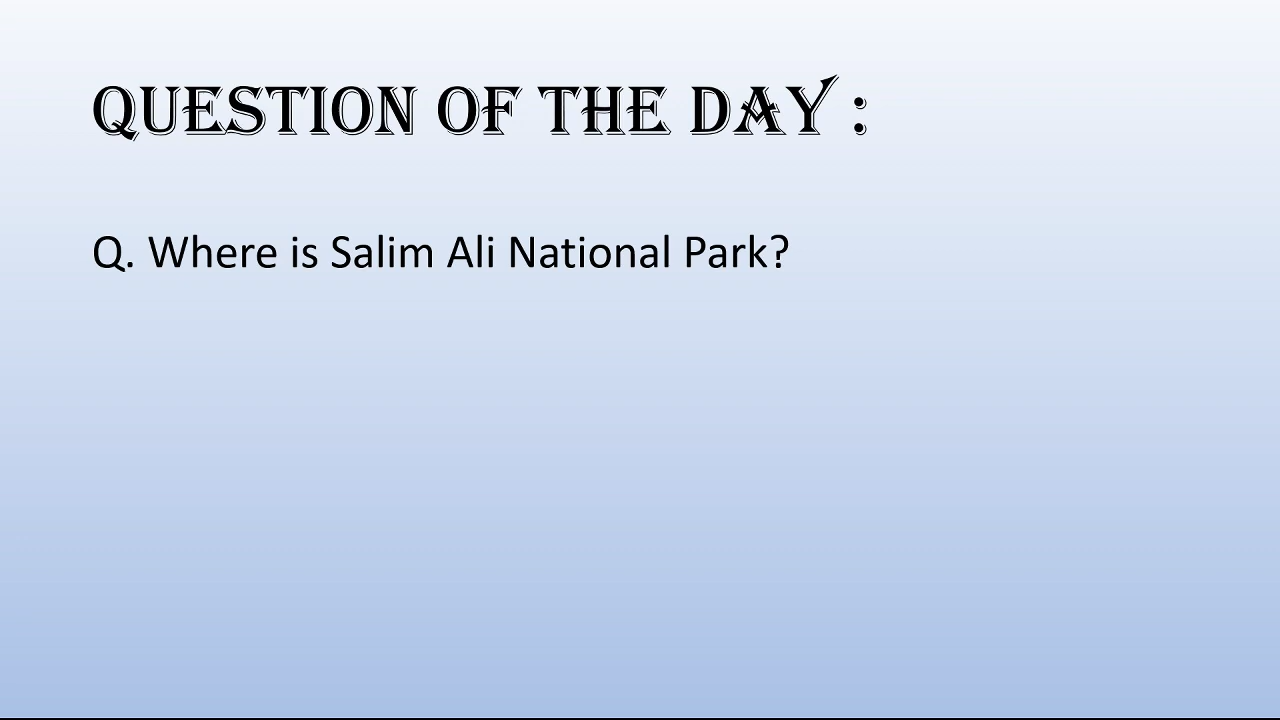 QUESTION OF THE DAY :
Q. Where is Salim Ali National Park?